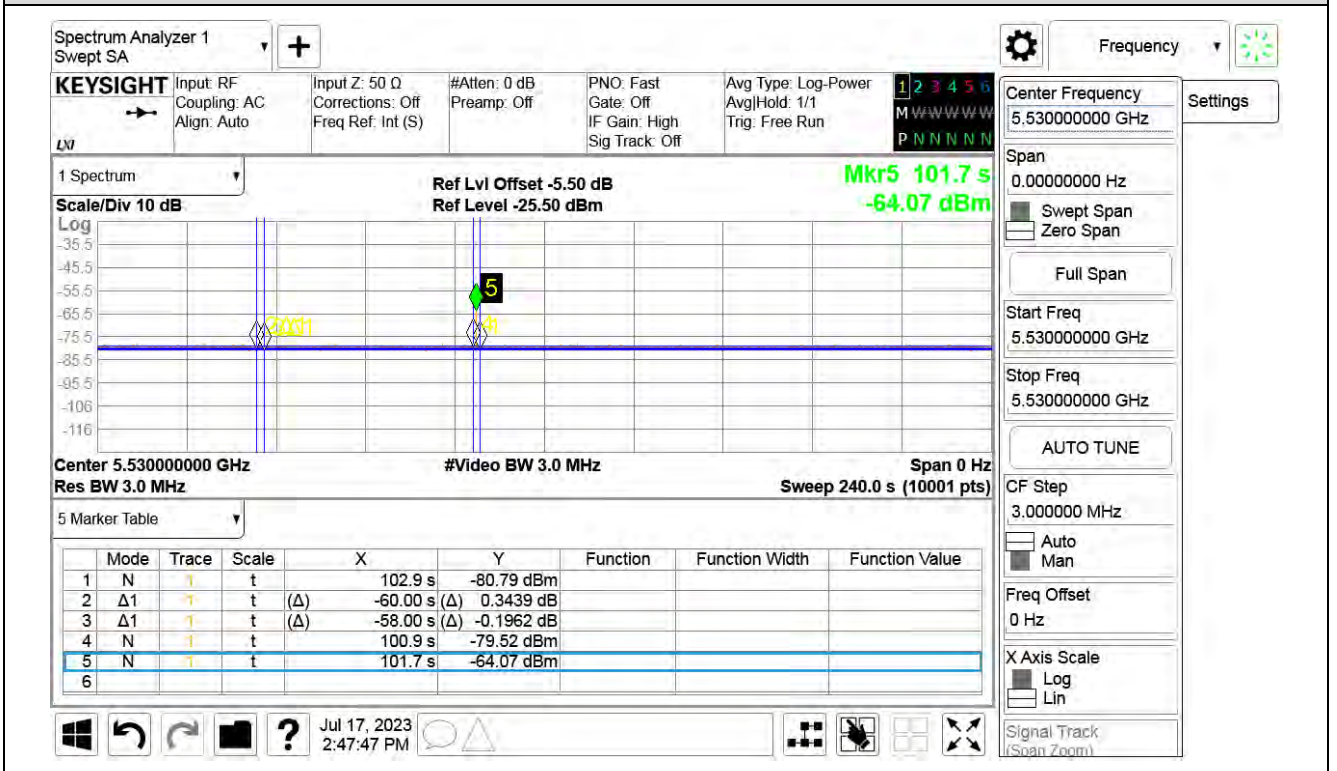 Spectrum Analyzer 1
Swept SA
Frequency
KEYSIGHT
Input: RF
Coupling: AC
Align: Auto
Input Z: 50 Ω
Corrections: Off
Freq Ref: Int (S)
#Atten: 0 dB
Preamp: Off
PNO: Fast
Gate: Off
IF Gain: High
Sig Track: Off
Avg Type: Log-Power
Avg|Hold: 1/1
Trig: Free Run
1 2 3 4 5 6
M W W W W W
P N N N N N
LXI
Settings
1 Spectrum
Ref Lvl Offset -5.50 dB
Mkr5 101.7 s
Scale/Div 10 dB
Ref Level -25.50 dBm
-64.07 dBm
Log
-35.5
-45.5
-55.5
-65.5
-75.5
-85.5
-95.5
-106
-116
5
Center 5.530000000 GHz
#Video BW 3.0 MHz
Span 0 Hz
Res BW 3.0 MHz
Sweep 240.0 s (10001 pts)
5 Marker Table
Mode Trace Scale X Y Function Function Width Function Value
1 N 1 t 102.9 s -80.79 dBm
2 Δ1 1 t (Δ) -60.00 s (Δ) 0.3439 dB
3 Δ1 1 t (Δ) -58.00 s (Δ) -0.1962 dB
4 N 1 t 100.9 s -79.52 dBm
5 N 1 t 101.7 s -64.07 dBm
6
Center Frequency
5.530000000 GHz
Span
0.00000000 Hz
Swept Span
Zero Span
Full Span
Start Freq
5.530000000 GHz
Stop Freq
5.530000000 GHz
AUTO TUNE
CF Step
3.000000 MHz
Auto
Man
Freq Offset
0 Hz
X Axis Scale
Log
Lin
Signal Track
(Span Zoom)
?
Jul 17, 2023
2:47:47 PM